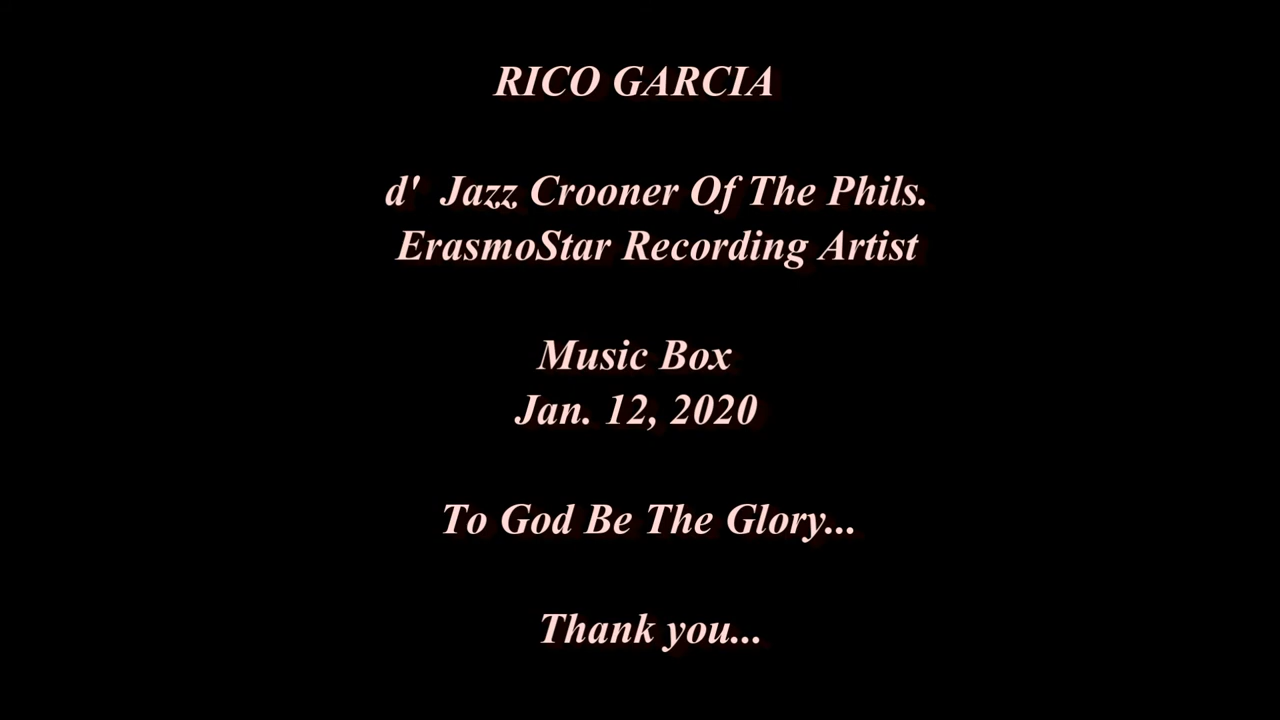 RICO GARCIA
d' Jazz Crooner Of The Phils.
ErasmoStar Recording Artist
Music Box
Jan. 12, 2020
To God Be The Glory...
Thank you...